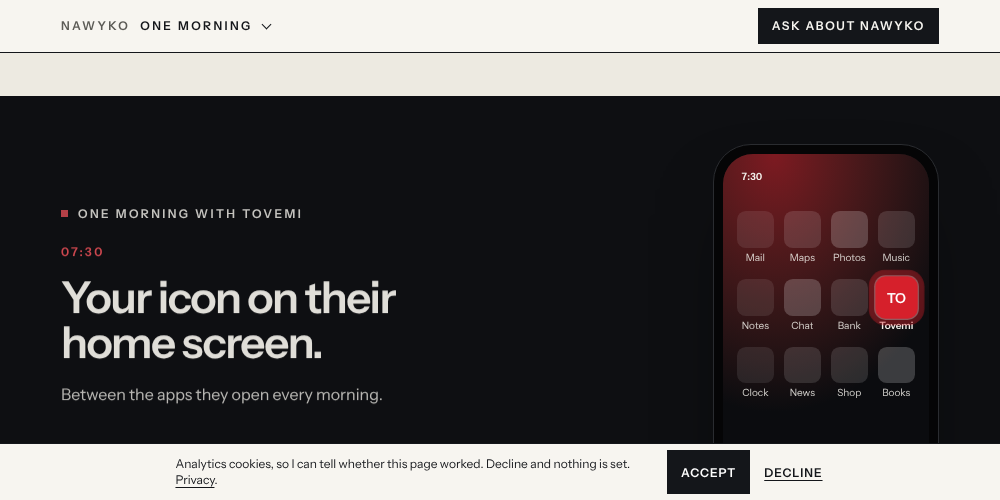 NAWYKO ONE MORNING
ASK ABOUT NAWYKO
ONE MORNING WITH TOVEMI
07:30
Your icon on their
home screen.
Between the apps they open every morning.
7:30
Mail Maps Photos Music
TO
Notes Chat Bank Tovemi
Clock News Shop Books
Analytics cookies, so I can tell whether this page worked. Decline and nothing is set.
Privacy.
ACCEPT
DECLINE